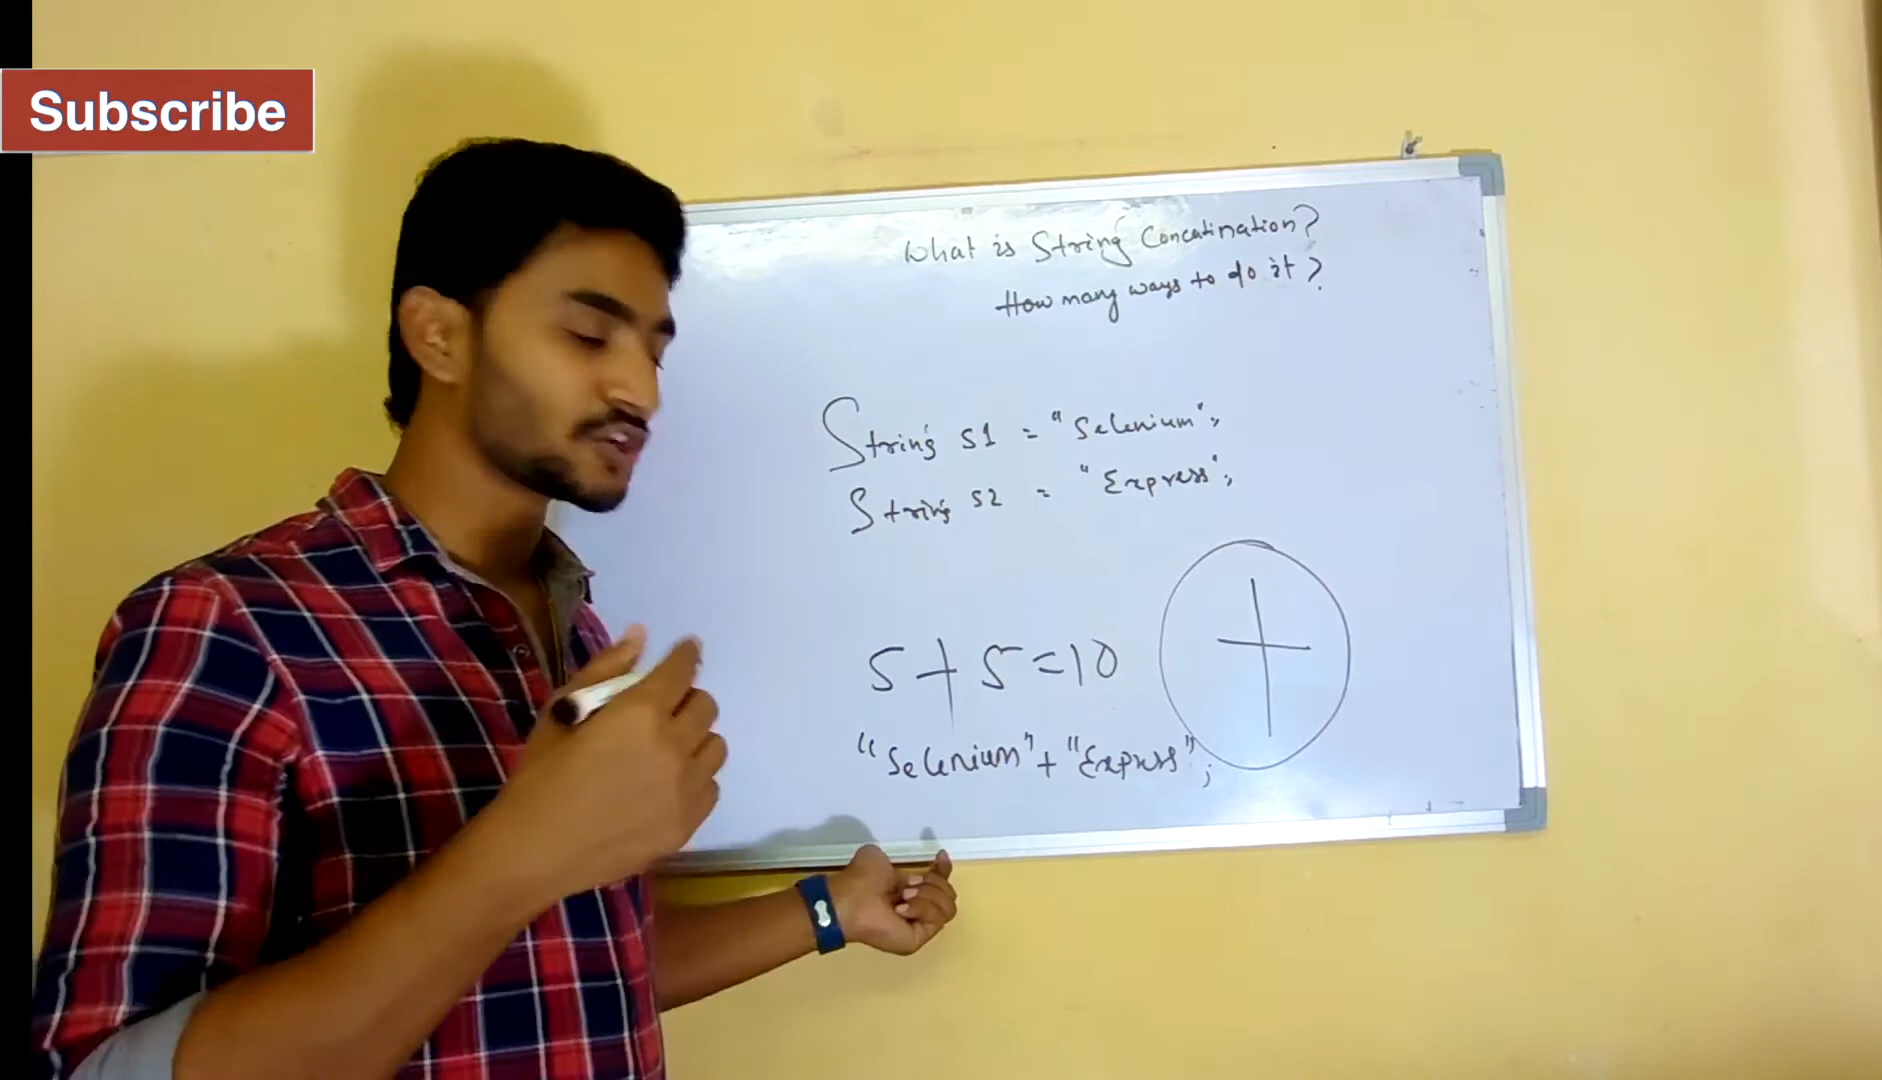 Subscribe
What is String Concatination?
How many ways to do it?
String s1 = "Selenium";
String s2 = "Express";
5+5=10
+
"Selenium"+"Express";